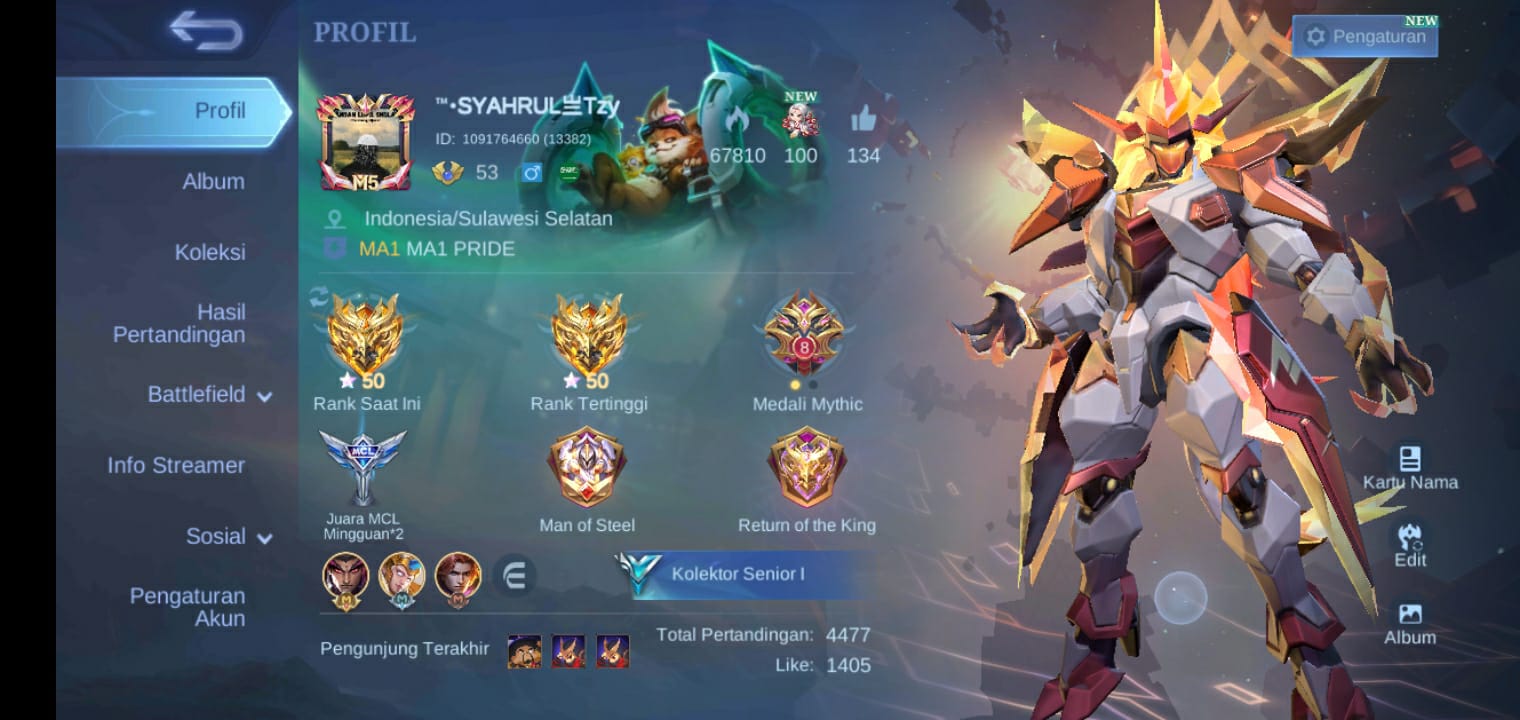 PROFIL
NEW
Pengaturan
Profil
Album
Koleksi
Hasil
Pertandingan
Battlefield
Info Streamer
Sosial
Pengaturan
Akun
™•SYAHRUL亗Tzy
ID: 1091764660 (13382)
53
M5
67810
NEW
100
134
Indonesia/Sulawesi Selatan
MA1 MA1 PRIDE
50
Rank Saat Ini
50
Rank Tertinggi
8
Medali Mythic
MCL
Juara MCL
Mingguan*2
Man of Steel
Return of the King
Kolektor Senior I
Pengunjung Terakhir
Total Pertandingan: 4477
Like: 1405
Kartu Nama
Edit
Album